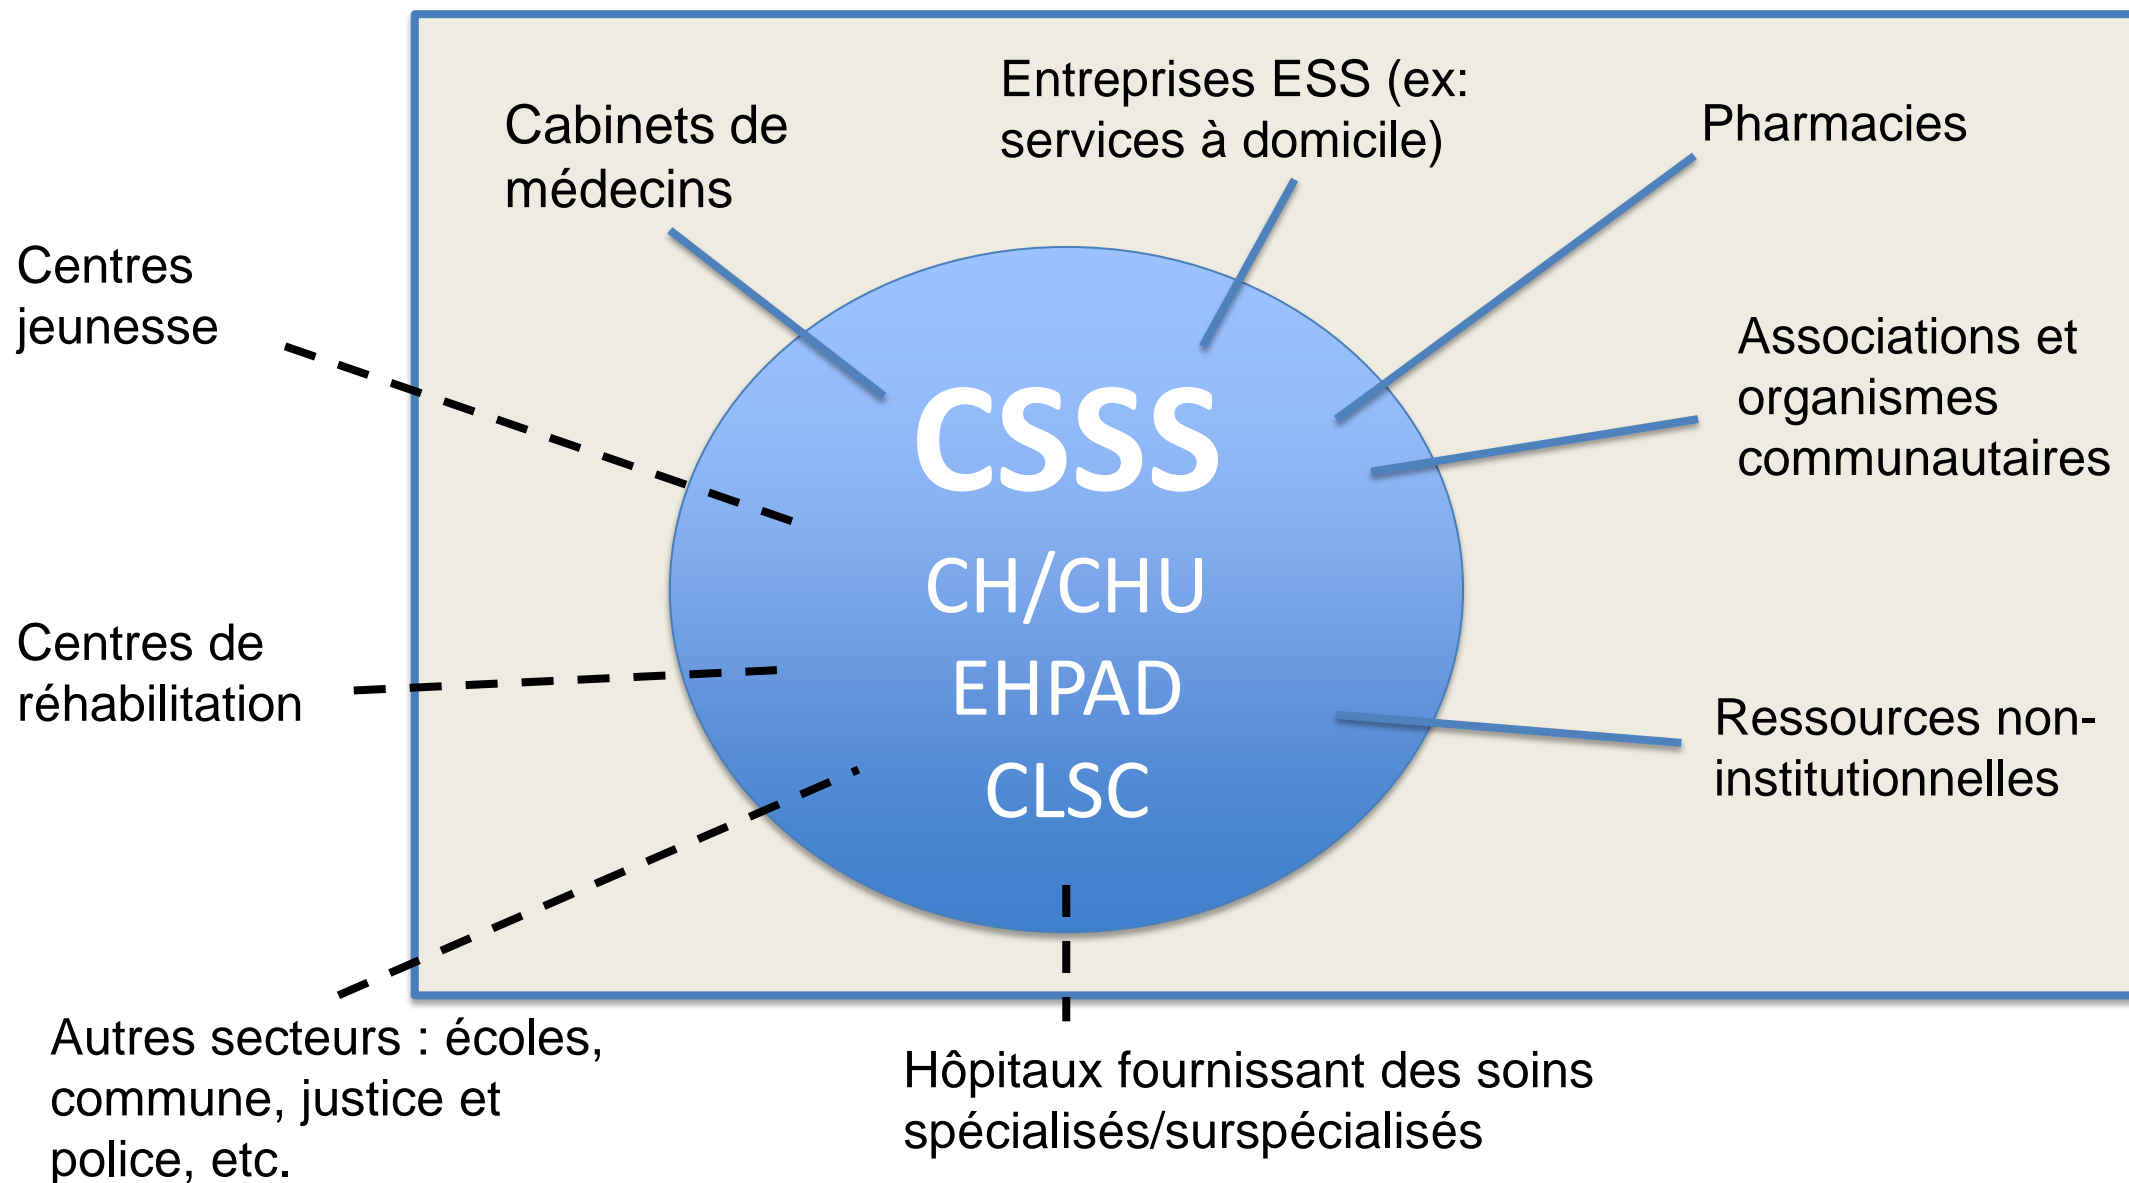 Entreprises ESS (ex:
services à domicile)
Cabinets de
médecins
Pharmacies
Centres
jeunesse
Associations et
organismes
communautaires
CSSS
CH/CHU
EHPAD
CLSC
Centres de
réhabilitation
Ressources non-
institutionnelles
Autres secteurs : écoles,
commune, justice et
police, etc.
Hôpitaux fournissant des soins
spécialisés/surspécialisés